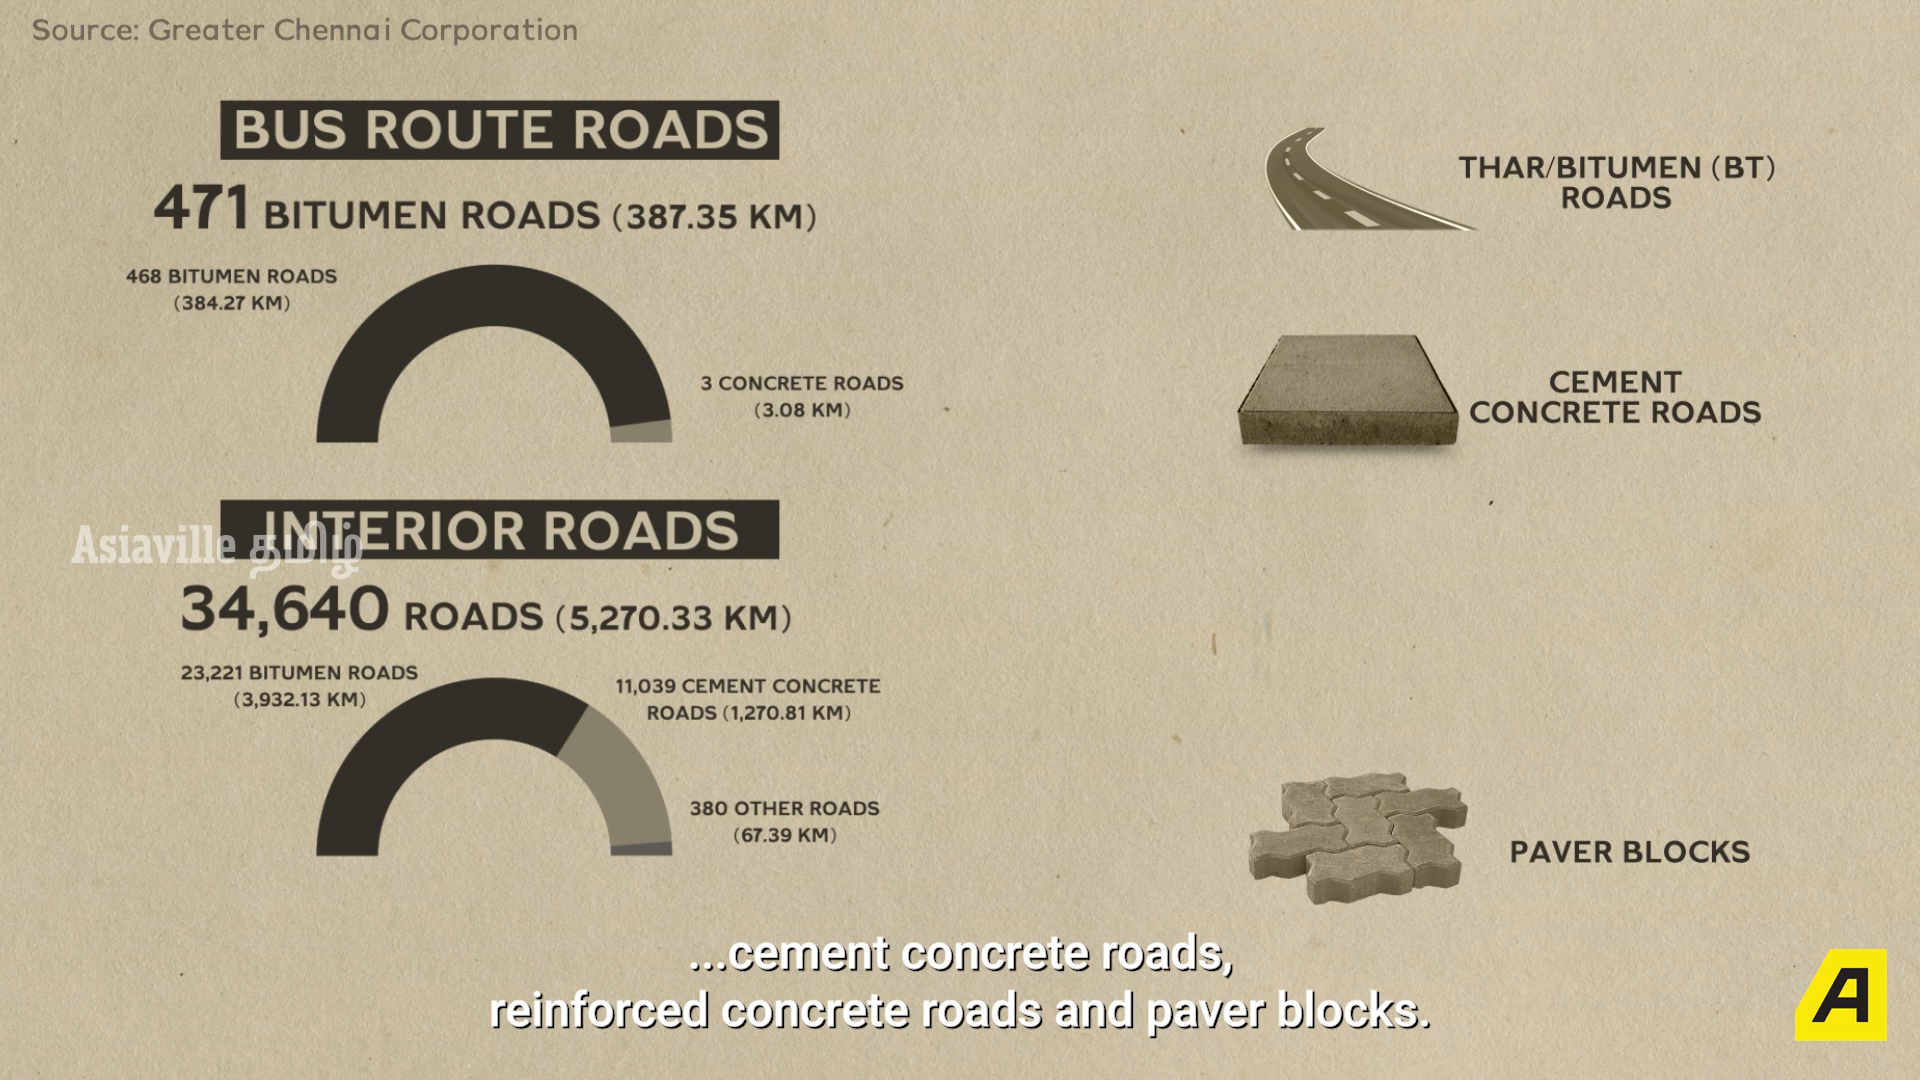 Source: Greater Chennai Corporation
BUS ROUTE ROADS
471 BITUMEN ROADS (387.35 KM)
468 BITUMEN ROADS
(384.27 KM)
3 CONCRETE ROADS
(3.08 KM)
INTERIOR ROADS
Asiaville தமிழ்
34,640 ROADS (5,270.33 KM)
23,221 BITUMEN ROADS
(3,932.13 KM)
11,039 CEMENT CONCRETE
ROADS (1,270.81 KM)
380 OTHER ROADS
(67.39 KM)
THAR/BITUMEN (BT)
ROADS
CEMENT
CONCRETE ROADS
PAVER BLOCKS
...cement concrete roads,
reinforced concrete roads and paver blocks.
A